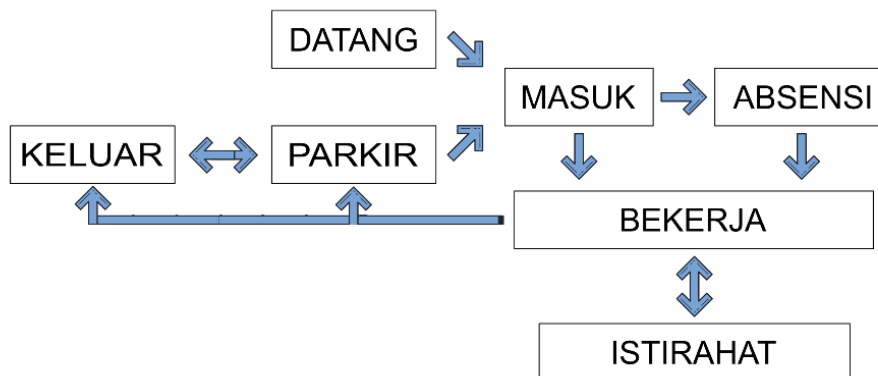 DATANG
MASUK
ABSENSI
KELUAR
PARKIR
BEKERJA
ISTIRAHAT